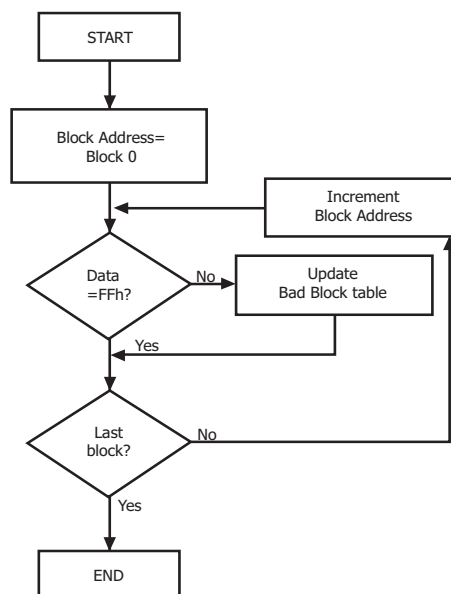 START
Block Address=
Block 0
Increment
Block Address
Data
=FFh?
No
Update
Bad Block table
Yes
Last
block?
No
Yes
END